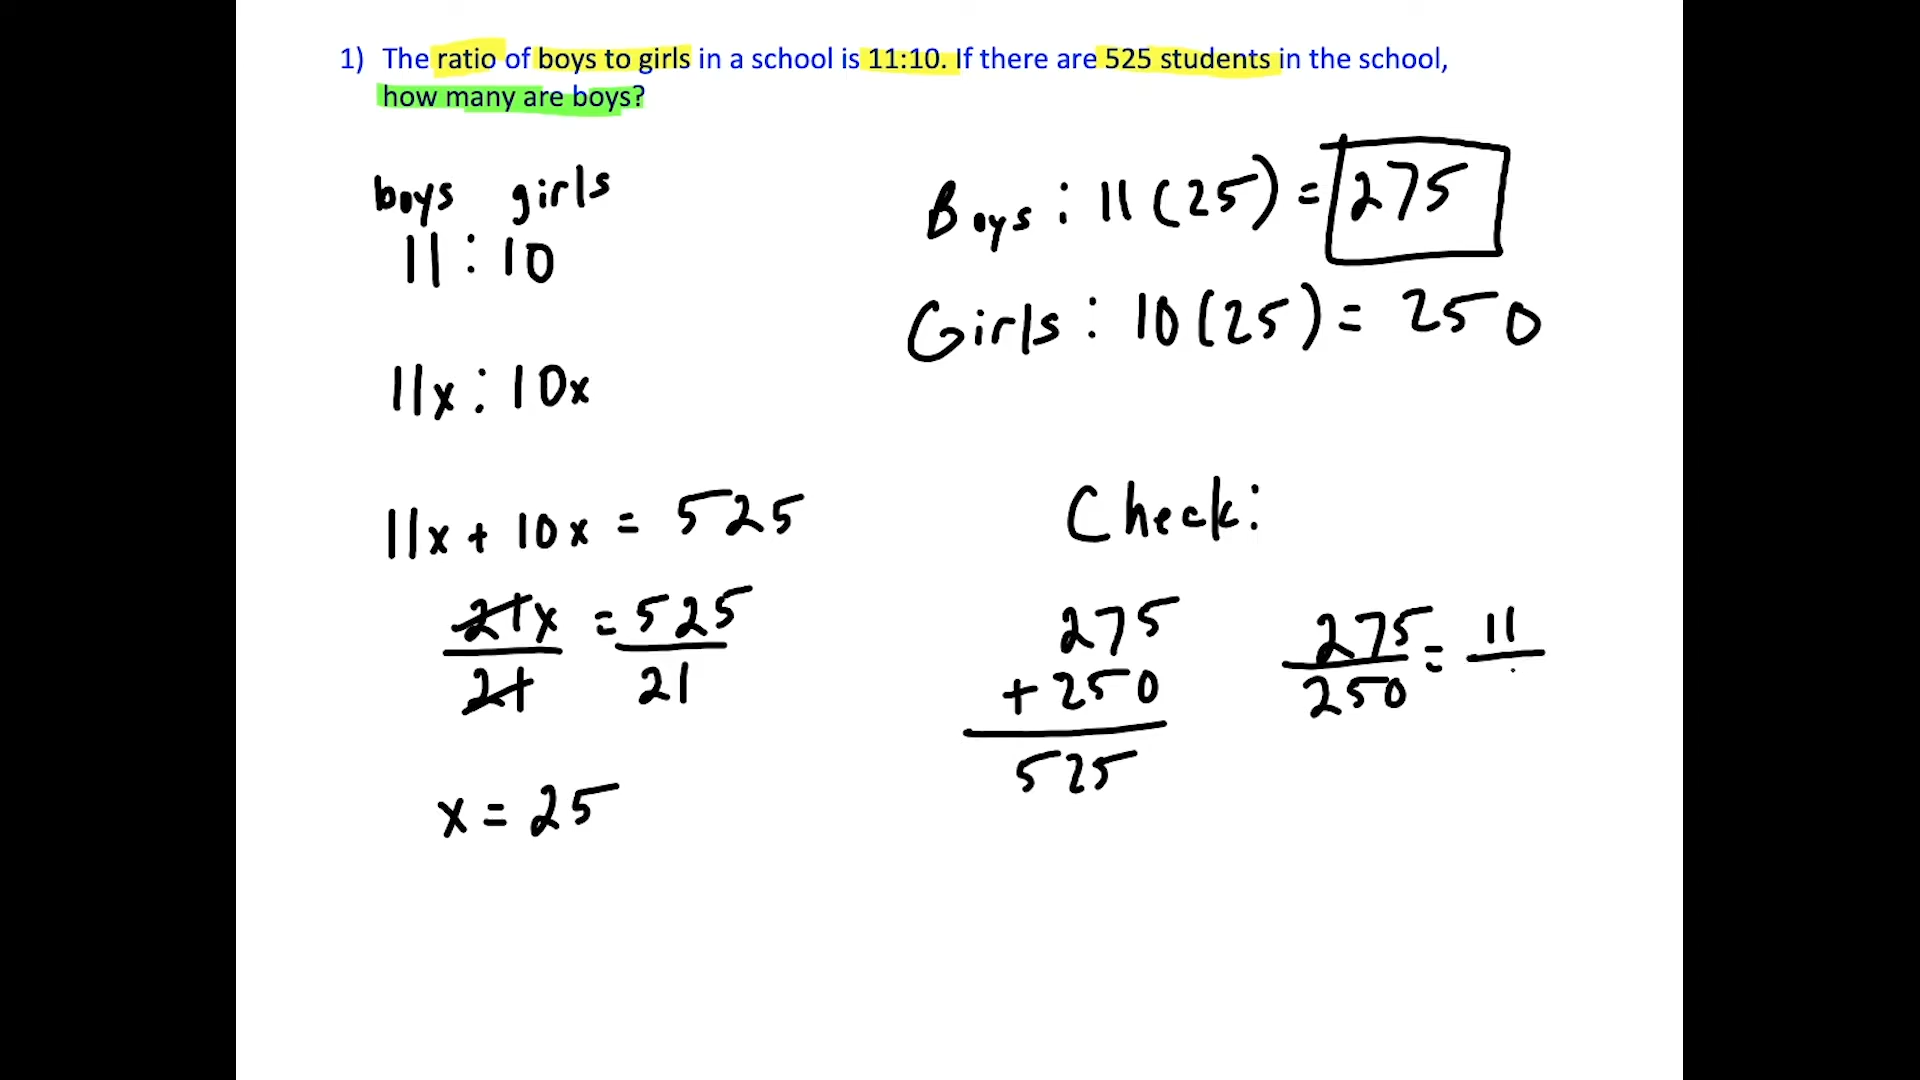 1) The ratio of boys to girls in a school is 11:10. If there are 525 students in the school,
how many are boys?
boys girls
11 : 10
11x : 10x
11x + 10x = 525
21x = 525
21 21
x = 25
Boys : 11 (25) = 275
Girls : 10 (25) = 250
Check:
275
+ 250
525
275 = 11
250